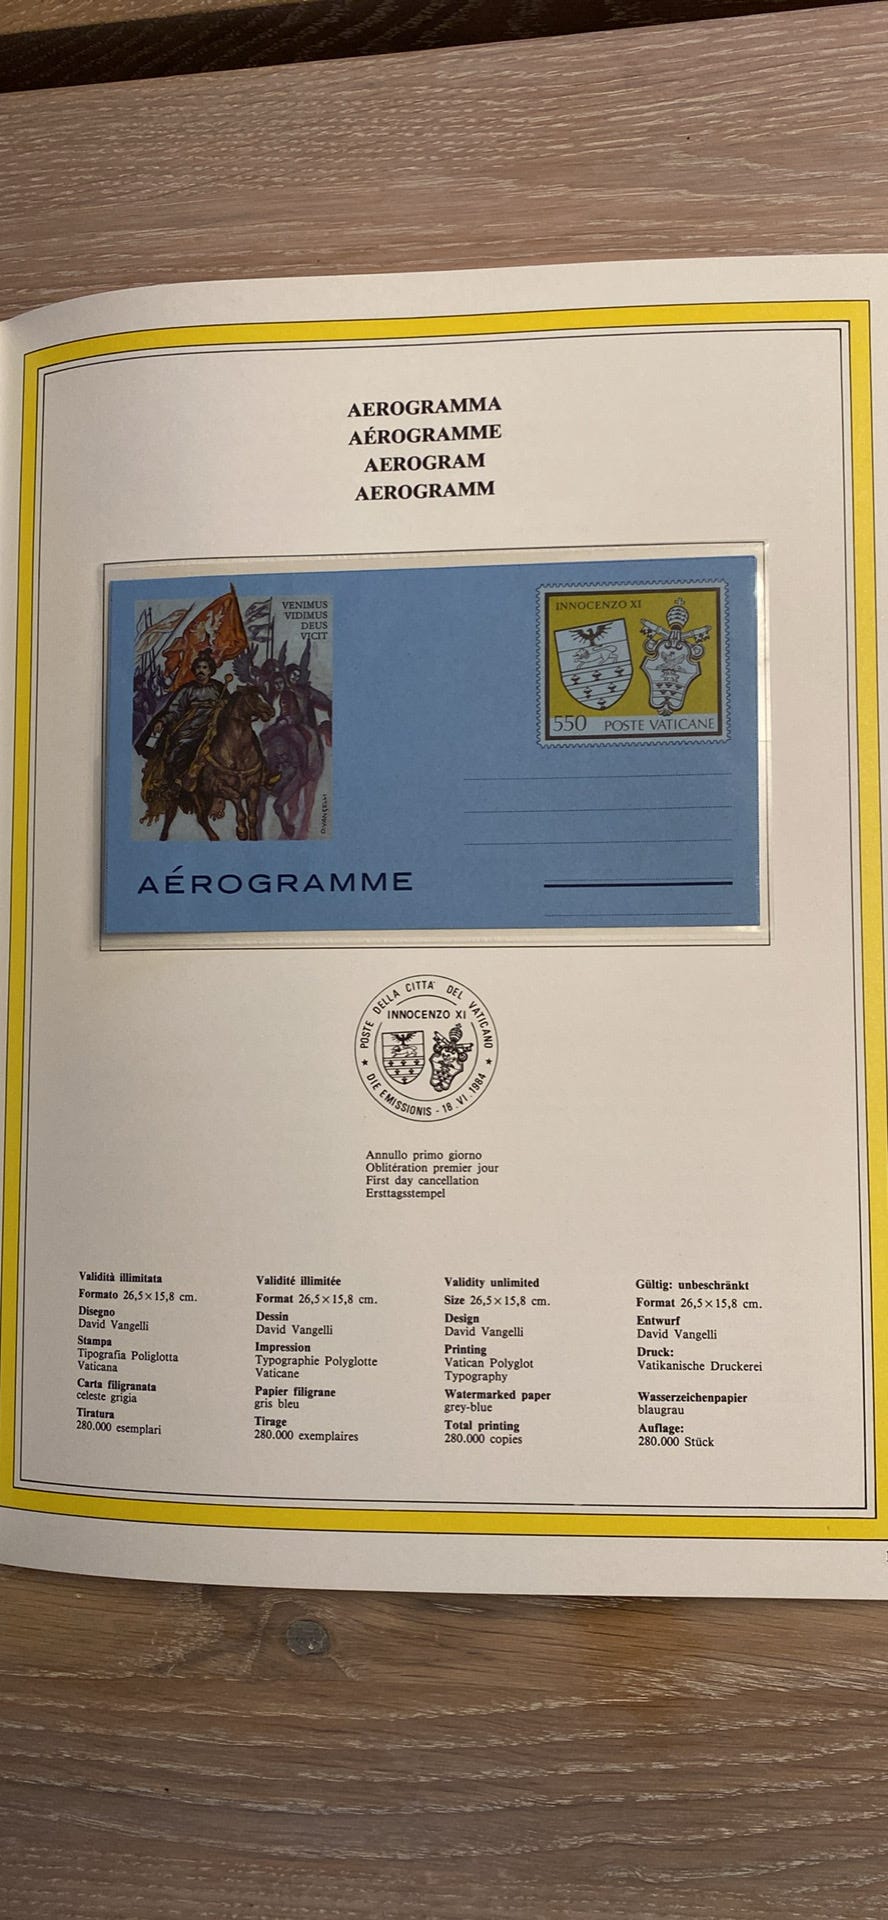 AEROGRAMMA
AÉROGRAMME
AEROGRAM
AEROGRAMM
VENIMUS
VIDIMUS
DEUS
VICIT
D.VANGELLI
INNOCENZO XI
550 POSTE VATICANE
AÉROGRAMME
POSTE DELLA CITTA' DEL VATICANO
INNOCENZO XI
DIE EMISSIONIS - 18.VI.1984
Annullo primo giorno
Oblitération premier jour
First day cancellation
Ersttagsstempel
Validità illimitata
Formato 26,5×15,8 cm.
Disegno
David Vangelli
Stampa
Tipografia Poliglotta
Vaticana
Carta filigranata
celeste grigia
Tiratura
280.000 esemplari
Validité illimitée
Format 26,5×15,8 cm.
Dessin
David Vangelli
Impression
Typographie Polyglotte
Vaticane
Papier filigrane
gris bleu
Tirage
280.000 exemplaires
Validity unlimited
Size 26,5×15,8 cm.
Design
David Vangelli
Printing
Vatican Polyglot
Typography
Watermarked paper
grey-blue
Total printing
280.000 copies
Gültig: unbeschränkt
Format 26,5×15,8 cm.
Entwurf
David Vangelli
Druck:
Vatikanische Druckerei
Wasserzeichenpapier
blaugrau
Auflage:
280.000 Stück